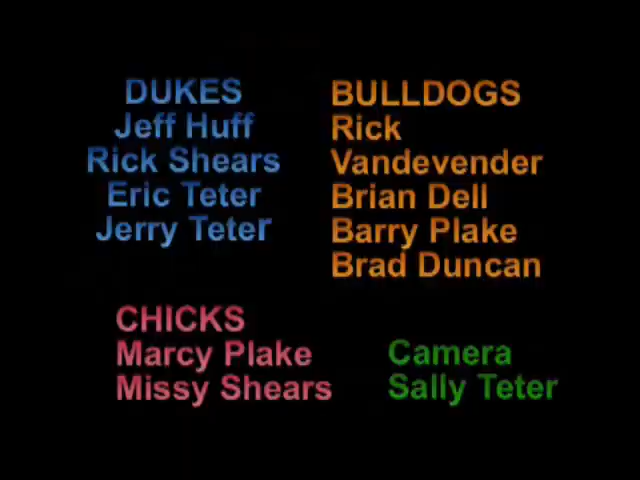 DUKES
Jeff Huff
Rick Shears
Eric Teter
Jerry Teter
BULLDOGS
Rick
Vandevender
Brian Dell
Barry Plake
Brad Duncan
CHICKS
Marcy Plake
Missy Shears
Camera
Sally Teter